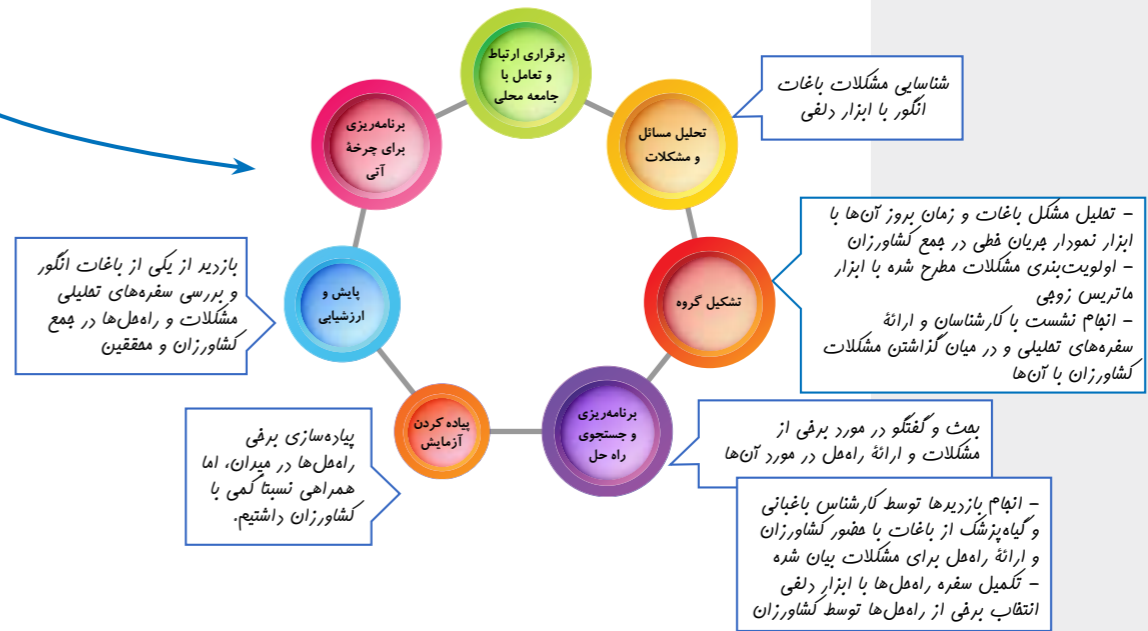 برقراری ارتباط
و تعامل با
جامعه محلی
تحلیل مسائل
و مشکلات
شناسایی مشکلات باغات
انگور با ابزار دلفی
تشکیل گروه
- تحلیل مشکل باغات و زمان بروز آن‌ها با
ابزار نمودار جریان خطی در جمع کشاورزان
- اولویت‌بندی مشکلات مطرح شده با ابزار
ماتریس زوجی
- انجام نشست با کارشناسان و ارائۀ
سفره‌های تحلیلی و در میان گذاشتن مشکلات
کشاورزان با آن‌ها
برنامه‌ریزی
و جستجوی
راه حل
بحث و گفتگو در مورد برخی از
مشکلات و ارائۀ راه‌حل در مورد آن‌ها
- انجام بازدیدها توسط کارشناس باغبانی
و گیاه‌پزشک از باغات با حضور کشاورزان
و ارائۀ راه‌حل برای مشکلات بیان شده
- تکمیل سفره راه‌حل‌ها با ابزار دلفی
انتخاب برخی از راه‌حل‌ها توسط کشاورزان
پیاده کردن
آزمایش
پیاده‌سازی برخی
راه‌حل‌ها در میدان، اما
همراهی نسبتاً کمی با
کشاورزان داشتیم.
پایش و
ارزشیابی
بازدید از یکی از باغات انگور
و بررسی سفره‌های تحلیلی
مشکلات و راه‌حل‌ها در جمع
کشاورزان و محققین
برنامه‌ریزی
برای چرخۀ
آتی